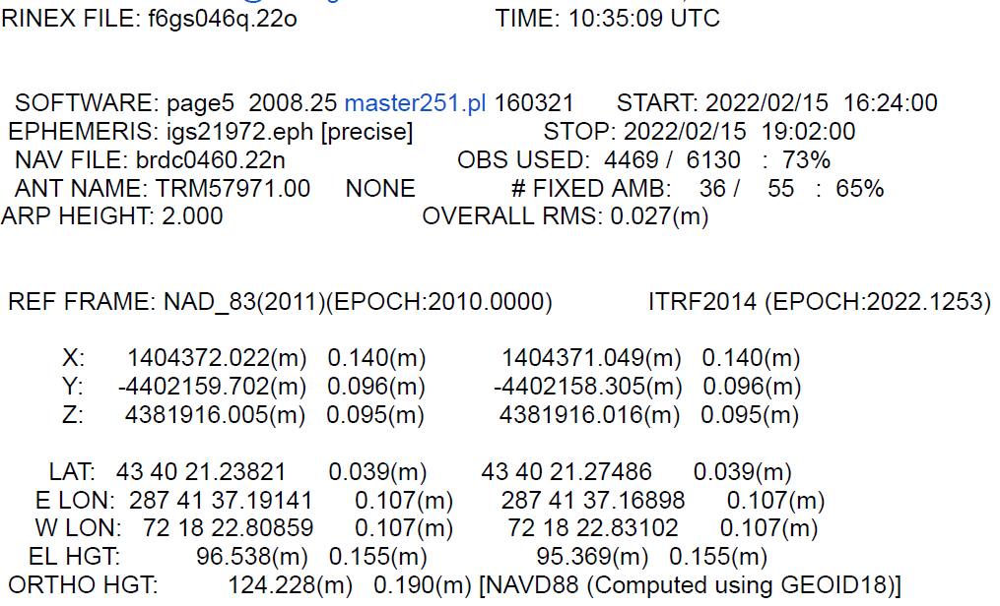 RINEX FILE: f6gs046q.22o TIME: 10:35:09 UTC
SOFTWARE: page5 2008.25 master251.pl 160321 START: 2022/02/15 16:24:00
EPHEMERIS: igs21972.eph [precise] STOP: 2022/02/15 19:02:00
NAV FILE: brdc0460.22n OBS USED: 4469 / 6130 : 73%
ANT NAME: TRM57971.00 NONE # FIXED AMB: 36 / 55 : 65%
ARP HEIGHT: 2.000 OVERALL RMS: 0.027(m)
REF FRAME: NAD_83(2011)(EPOCH:2010.0000) ITRF2014 (EPOCH:2022.1253)
X: 1404372.022(m) 0.140(m) 1404371.049(m) 0.140(m)
Y: -4402159.702(m) 0.096(m) -4402158.305(m) 0.096(m)
Z: 4381916.005(m) 0.095(m) 4381916.016(m) 0.095(m)
LAT: 43 40 21.23821 0.039(m) 43 40 21.27486 0.039(m)
E LON: 287 41 37.19141 0.107(m) 287 41 37.16898 0.107(m)
W LON: 72 18 22.80859 0.107(m) 72 18 22.83102 0.107(m)
EL HGT: 96.538(m) 0.155(m) 95.369(m) 0.155(m)
ORTHO HGT: 124.228(m) 0.190(m) [NAVD88 (Computed using GEOID18)]